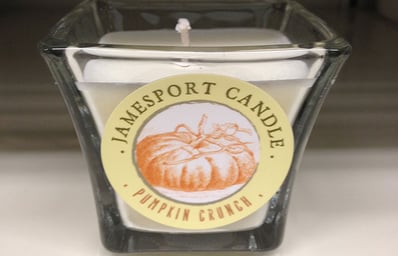 · JAMESPORT CANDLE ·
· PUMPKIN CRUNCH ·